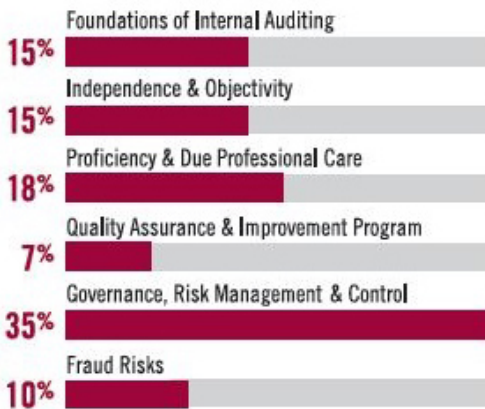 Foundations of Internal Auditing
15%
Independence & Objectivity
15%
Proficiency & Due Professional Care
18%
Quality Assurance & Improvement Program
7%
Governance, Risk Management & Control
35%
Fraud Risks
10%